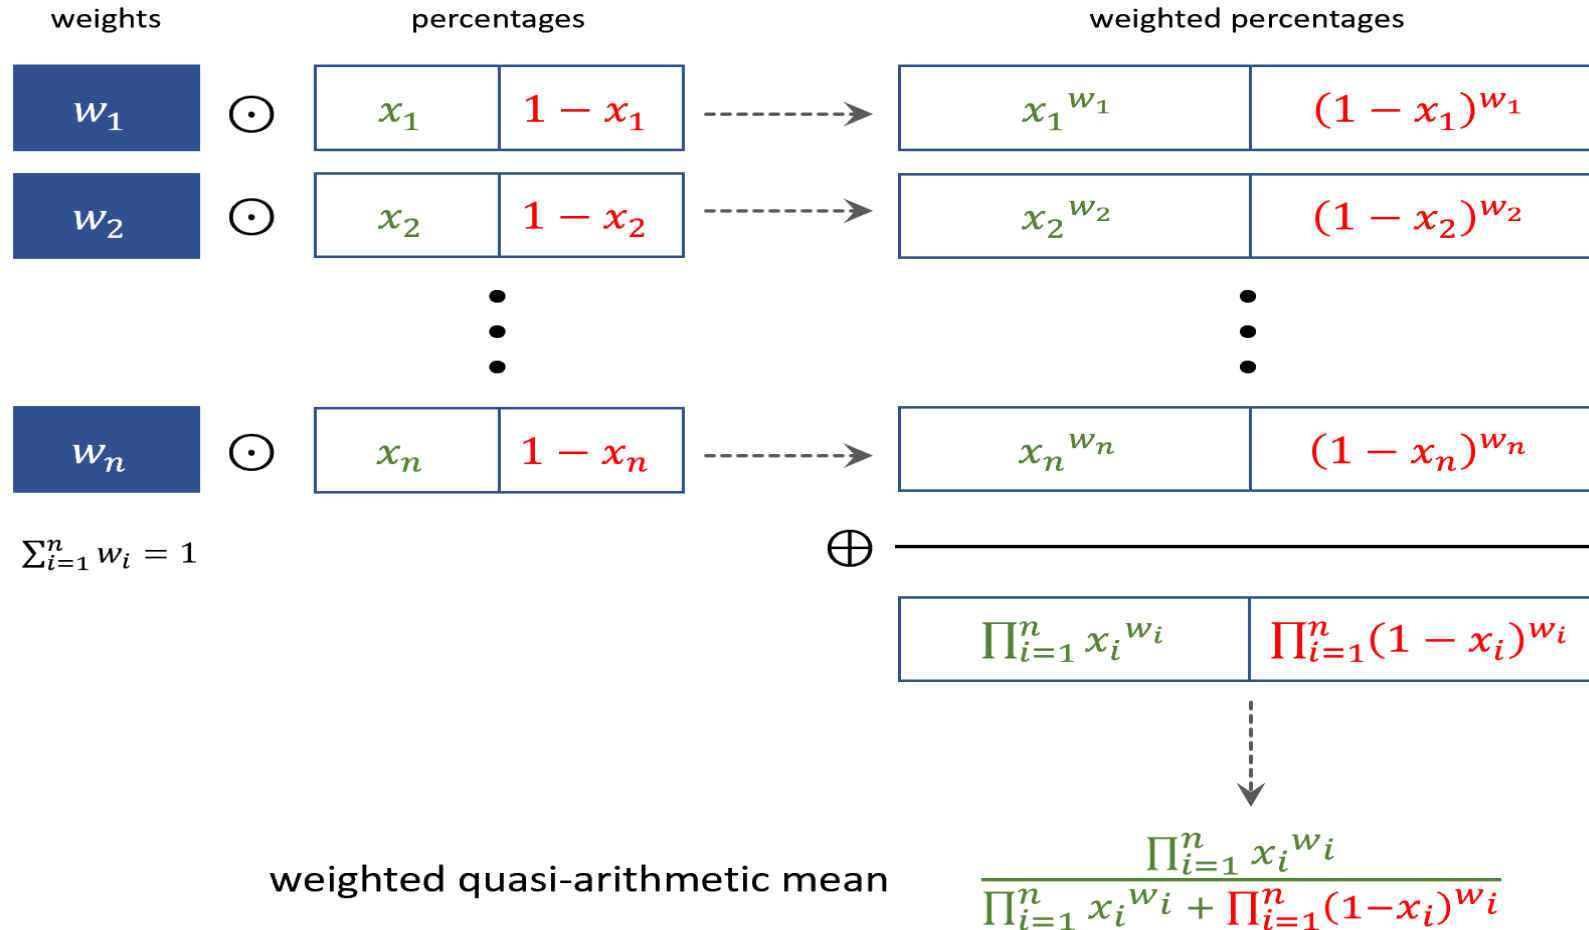 weights percentages weighted percentages
w₁ ⊙ x₁ 1 − x₁ x₁^{w₁} (1 − x₁)^{w₁}
w₂ ⊙ x₂ 1 − x₂ x₂^{w₂} (1 − x₂)^{w₂}
wₙ ⊙ xₙ 1 − xₙ xₙ^{wₙ} (1 − xₙ)^{wₙ}
∑ⁿᵢ₌₁ wᵢ = 1 ⊕
∏ⁿᵢ₌₁ xᵢ^{wᵢ} ∏ⁿᵢ₌₁(1 − xᵢ)^{wᵢ}
∏ⁿᵢ₌₁ xᵢ^{wᵢ}
weighted quasi-arithmetic mean
∏ⁿᵢ₌₁ xᵢ^{wᵢ} + ∏ⁿᵢ₌₁(1−xᵢ)^{wᵢ}